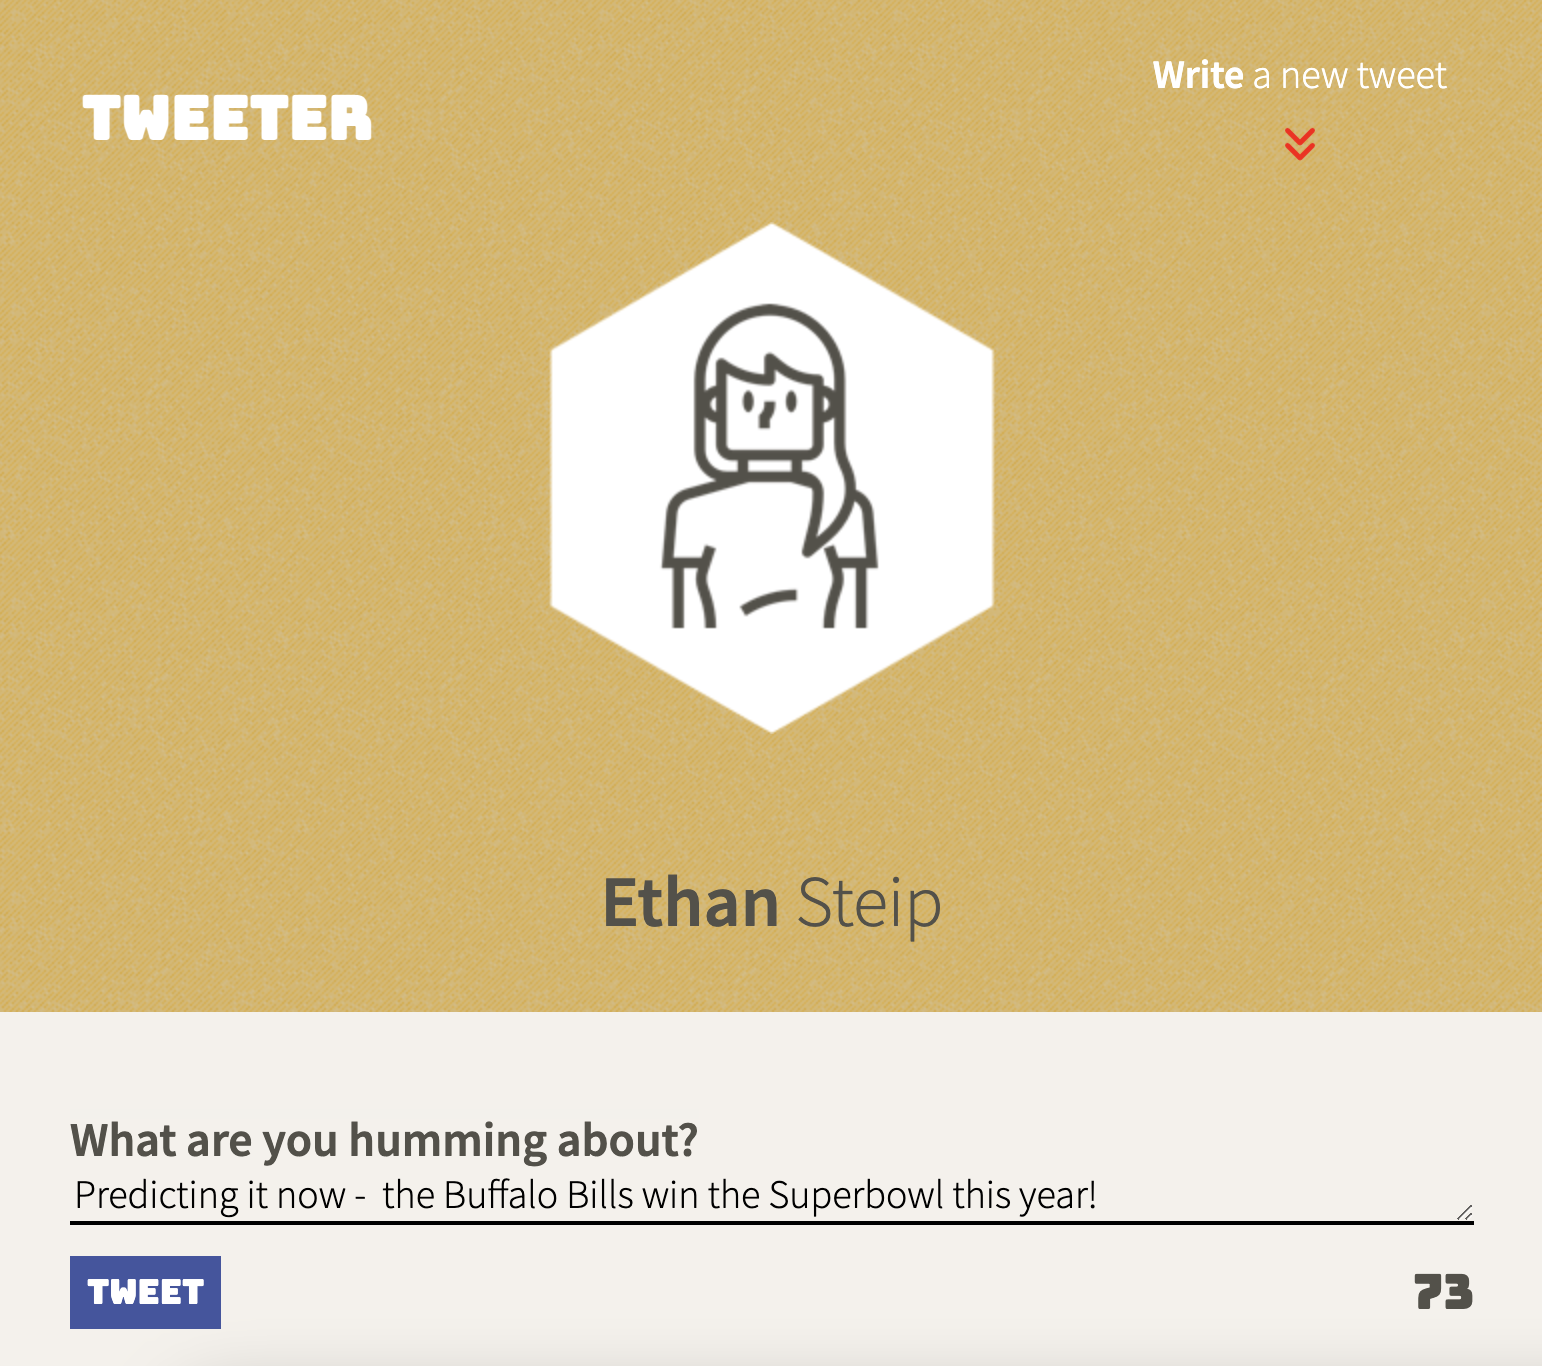 TWEETER
Write a new tweet
Ethan Steip
What are you humming about?
Predicting it now -  the Buffalo Bills win the Superbowl this year!
TWEET
73